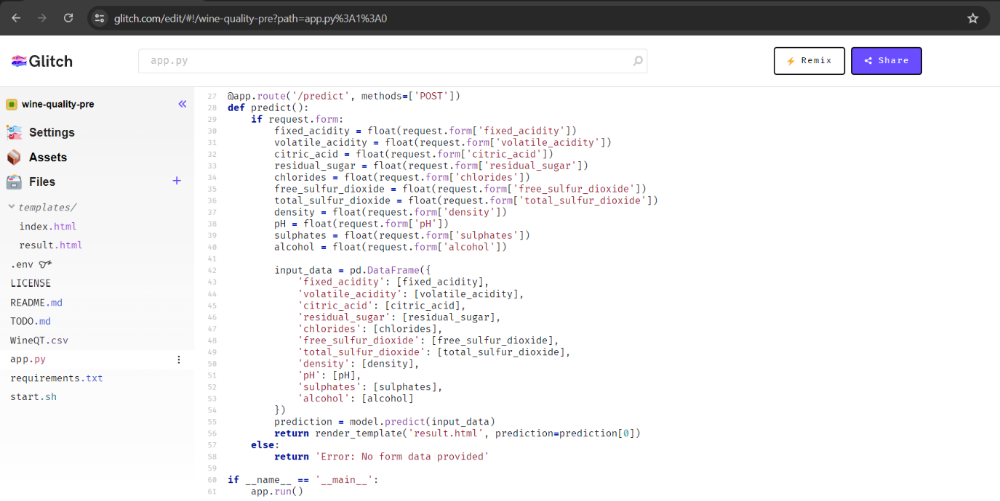 glitch.com/edit/#!/wine-quality-pre?path=app.py%3A1%3A0
Glitch
app.py
Remix
Share
wine-quality-pre
Settings
Assets
Files
templates/
index.html
result.html
.env
LICENSE
README.md
TODO.md
WineQT.csv
app.py
requirements.txt
start.sh
27 @app.route('/predict', methods=['POST'])
28 def predict():
29     if request.form:
30         fixed_acidity = float(request.form['fixed_acidity'])
31         volatile_acidity = float(request.form['volatile_acidity'])
32         citric_acid = float(request.form['citric_acid'])
33         residual_sugar = float(request.form['residual_sugar'])
34         chlorides = float(request.form['chlorides'])
35         free_sulfur_dioxide = float(request.form['free_sulfur_dioxide'])
36         total_sulfur_dioxide = float(request.form['total_sulfur_dioxide'])
37         density = float(request.form['density'])
38         pH = float(request.form['pH'])
39         sulphates = float(request.form['sulphates'])
40         alcohol = float(request.form['alcohol'])
41
42         input_data = pd.DataFrame({
43             'fixed_acidity': [fixed_acidity],
44             'volatile_acidity': [volatile_acidity],
45             'citric_acid': [citric_acid],
46             'residual_sugar': [residual_sugar],
47             'chlorides': [chlorides],
48             'free_sulfur_dioxide': [free_sulfur_dioxide],
49             'total_sulfur_dioxide': [total_sulfur_dioxide],
50             'density': [density],
51             'pH': [pH],
52             'sulphates': [sulphates],
53             'alcohol': [alcohol]
54         })
55         prediction = model.predict(input_data)
56         return render_template('result.html', prediction=prediction[0])
57     else:
58         return 'Error: No form data provided'
59
60 if __name__ == '__main__':
61     app.run()